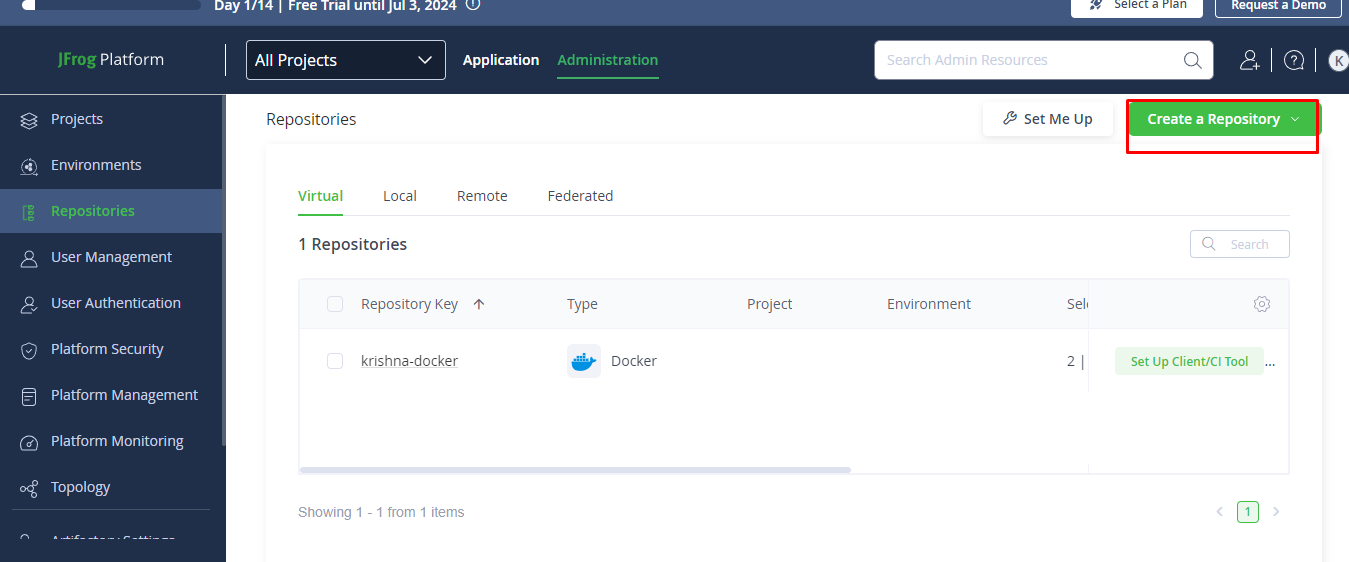 Day 1/14 | Free Trial until Jul 3, 2024
Select a Plan
Request a Demo
JFrog Platform
All Projects
Application
Administration
Search Admin Resources
K
Projects
Environments
Repositories
User Management
User Authentication
Platform Security
Platform Management
Platform Monitoring
Topology
Artifactory Settings
Repositories
Set Me Up
Create a Repository
Virtual
Local
Remote
Federated
1 Repositories
Search
Repository Key
Type
Project
Environment
Sele
krishna-docker
Docker
2 |
Set Up Client/CI Tool
...
Showing 1 - 1 from 1 items
1